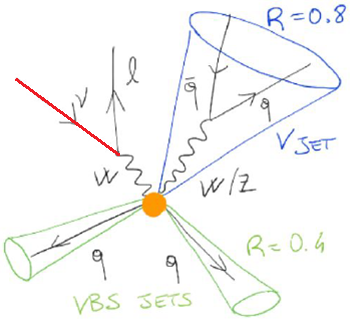 R=0.8
ν
l
q̄
q
V JET
W
W/Z
R=0.4
q
q
VBS JETS